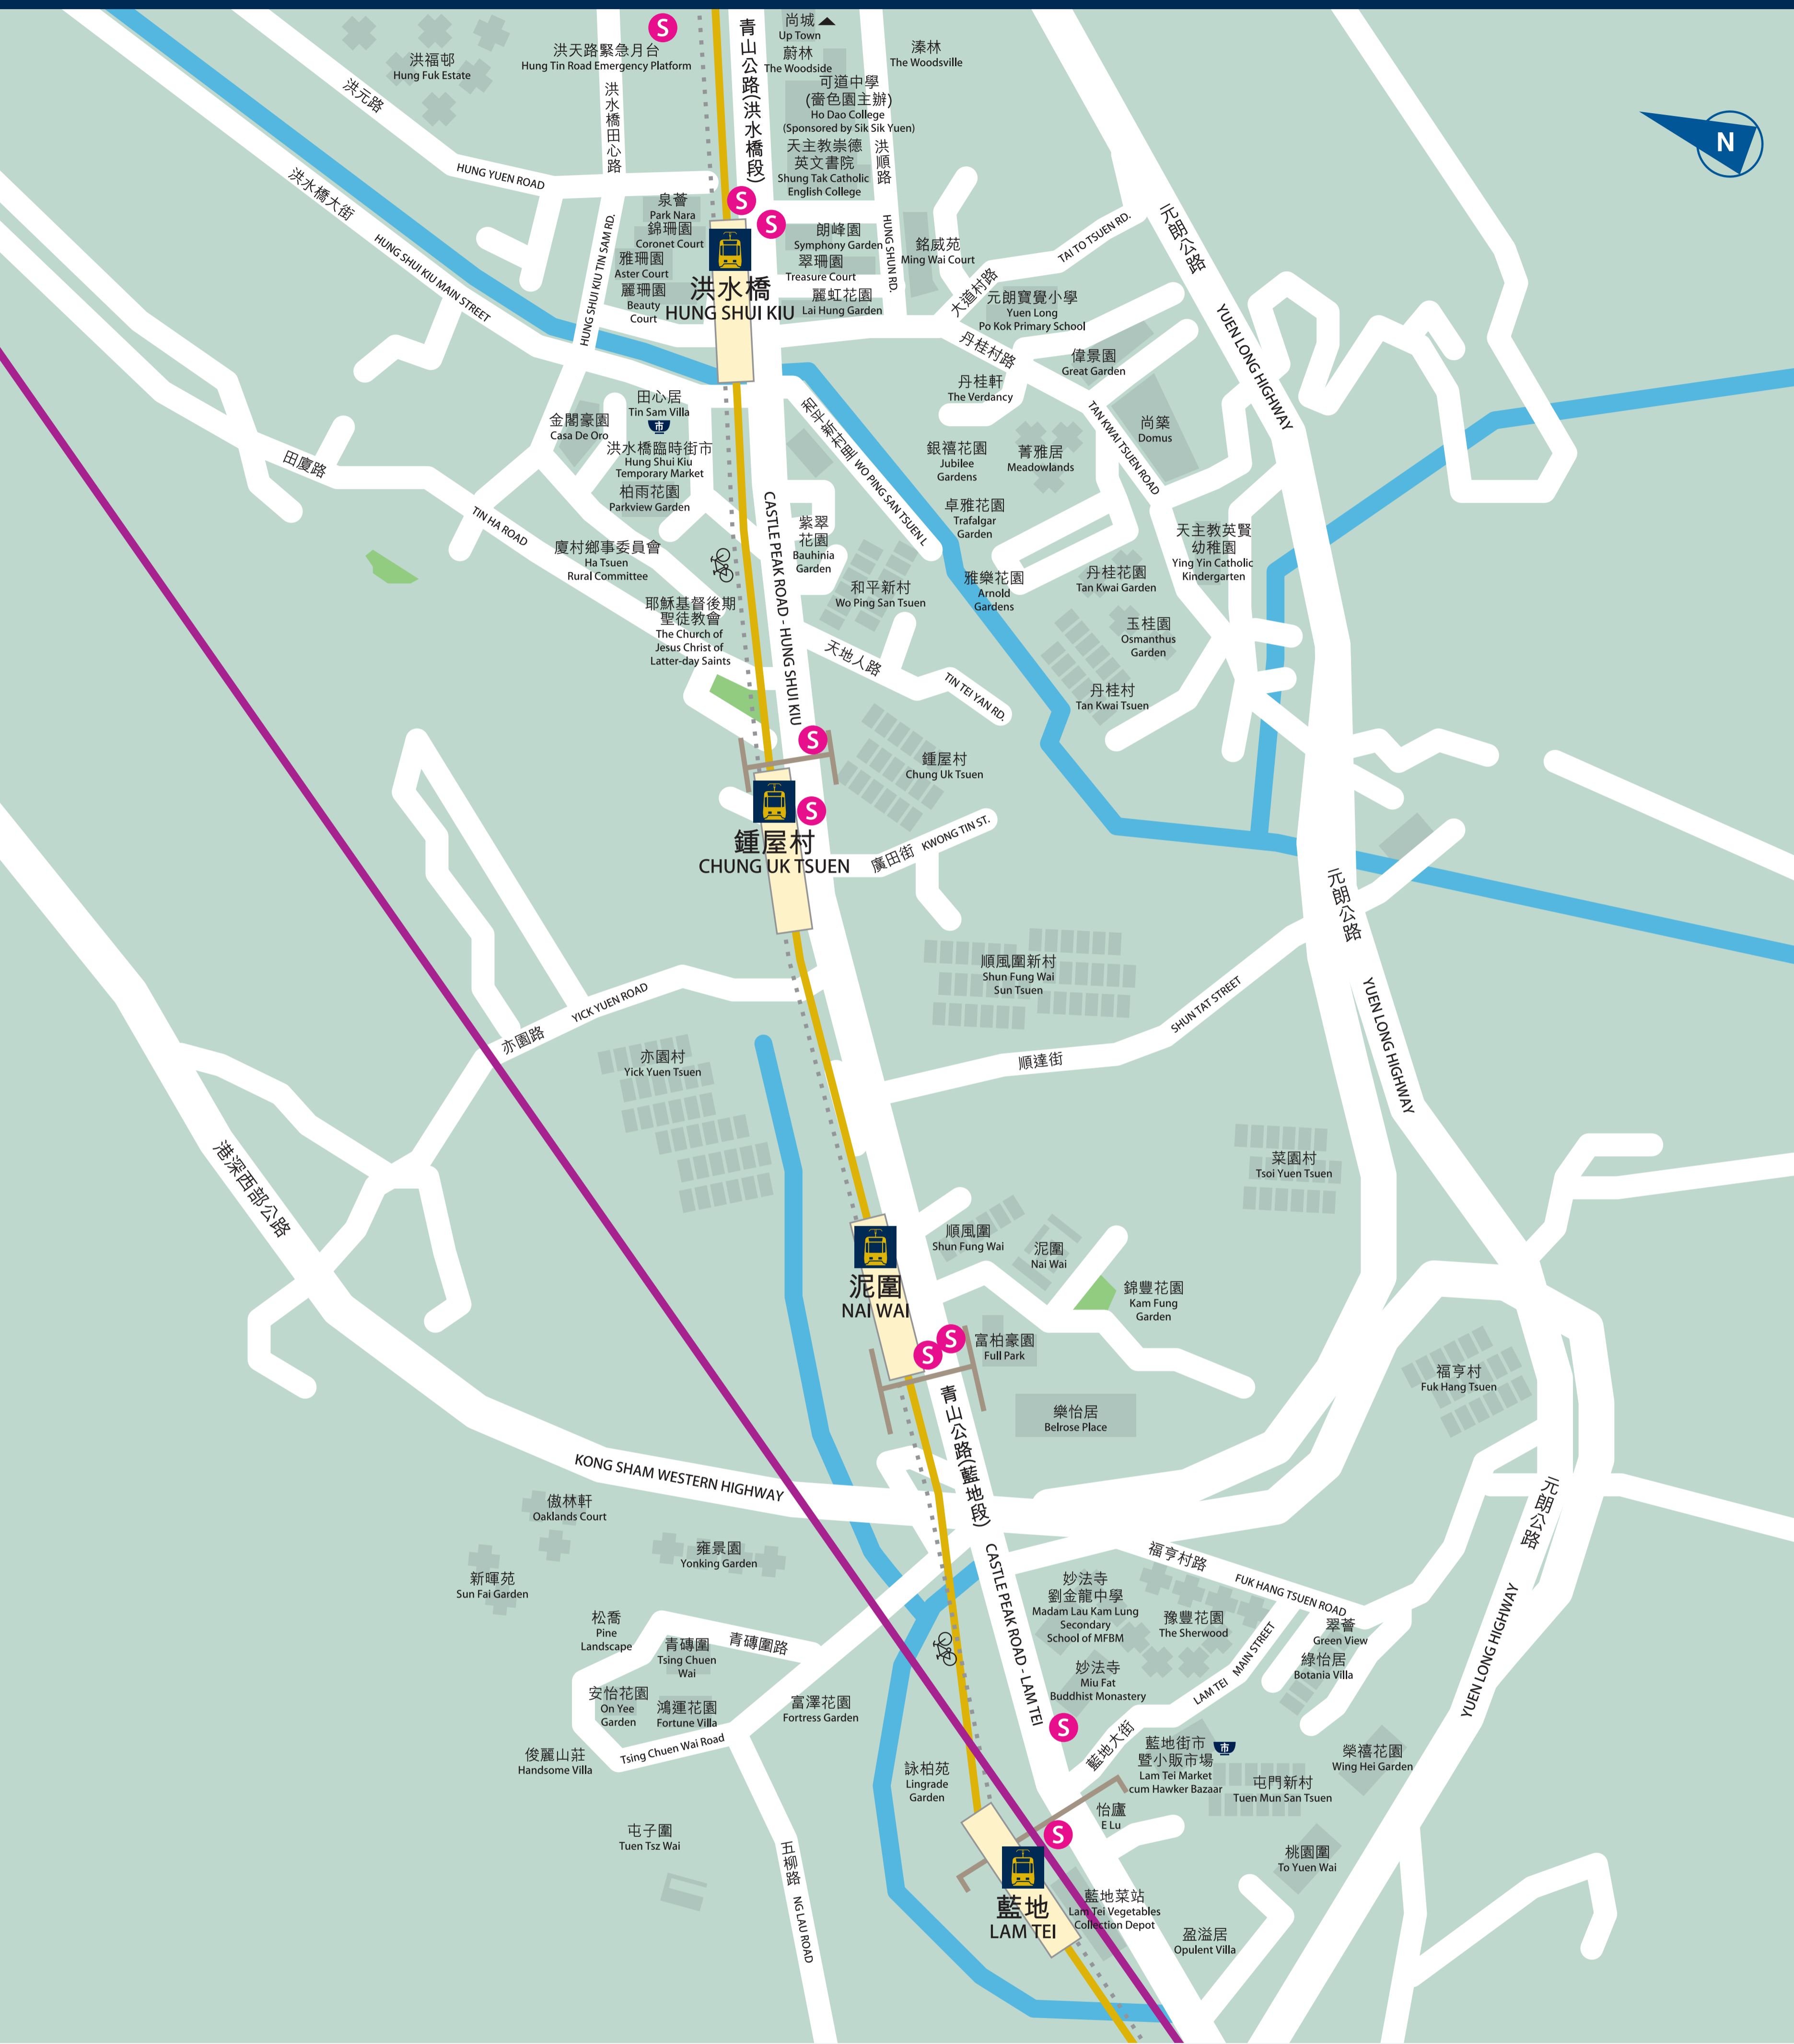 青山公路(洪水橋段)
尚城
Up Town
蔚林
The Woodside
溱林
The Woodsville
洪福邨
Hung Fuk Estate
洪天路緊急月台
Hung Tin Road Emergency Platform
S
洪元路
洪水橋田心路
可道中學
(嗇色園主辦)
Ho Dao College
(Sponsored by Sik Sik Yuen)
天主教崇德
英文書院
Shung Tak Catholic
English College
洪順路
N
HUNG YUEN ROAD
洪水橋大街
泉薈
Park Nara
錦珊園
Coronet Court
雅珊園
Aster Court
麗珊園
Beauty
Court
S
S
朗峰園
Symphony Garden
翠珊園
Treasure Court
麗虹花園
Lai Hung Garden
HUNG SHUN RD.
銘威苑
Ming Wai Court
TAI TO TSUEN RD.
大道村路
元朗公路
HUNG SHUI KIU MAIN STREET
HUNG SHUI KIU TIN SAM RD.
洪水橋
HUNG SHUI KIU
元朗寶覺小學
Yuen Long
Po Kok Primary School
丹桂村路
偉景園
Great Garden
YUEN LONG HIGHWAY
丹桂軒
The Verdancy
田心居
Tin Sam Villa
市
金閣豪園
Casa De Oro
洪水橋臨時街市
Hung Shui Kiu
Temporary Market
柏雨花園
Parkview Garden
和平新村里 WO PING SAN TSUEN L
銀禧花園
Jubilee
Gardens
菁雅居
Meadowlands
TAN KWAI TSUEN ROAD
尚築
Domus
田廈路
TIN HA ROAD
CASTLE PEAK ROAD - HUNG SHUI KIU
紫翠
花園
Bauhinia
Garden
卓雅花園
Trafalgar
Garden
天主教英賢
幼稚園
Ying Yin Catholic
Kindergarten
廈村鄉事委員會
Ha Tsuen
Rural Committee
和平新村
Wo Ping San Tsuen
雅樂花園
Arnold
Gardens
丹桂花園
Tan Kwai Garden
耶穌基督後期
聖徒教會
The Church of
Jesus Christ of
Latter-day Saints
玉桂園
Osmanthus
Garden
天地人路
TIN TEI YAN RD.
丹桂村
Tan Kwai Tsuen
S
鍾屋村
Chung Uk Tsuen
S
鍾屋村
CHUNG UK TSUEN
廣田街 KWONG TIN ST.
元朗公路
順風圍新村
Shun Fung Wai
Sun Tsuen
YUEN LONG HIGHWAY
亦園路
YICK YUEN ROAD
SHUN TAT STREET
順達街
亦園村
Yick Yuen Tsuen
港深西部公路
菜園村
Tsoi Yuen Tsuen
順風圍
Shun Fung Wai
泥圍
Nai Wai
泥圍
NAI WAI
錦豐花園
Kam Fung
Garden
S
S
富柏豪園
Full Park
福亨村
Fuk Hang Tsuen
青山公路(藍地段)
樂怡居
Belrose Place
KONG SHAM WESTERN HIGHWAY
傲林軒
Oaklands Court
元朗公路
雍景園
Yonking Garden
新暉苑
Sun Fai Garden
CASTLE PEAK ROAD - LAM TEI
福亨村路
FUK HANG TSUEN ROAD
妙法寺
劉金龍中學
Madam Lau Kam Lung
Secondary
School of MFBM
豫豐花園
The Sherwood
翠薈
Green View
綠怡居
Botania Villa
YUEN LONG HIGHWAY
松喬
Pine
Landscape
青磚圍
Tsing Chuen
Wai
青磚圍路
妙法寺
Miu Fat
Buddhist Monastery
LAM TEI MAIN STREET
安怡花園
On Yee
Garden
鴻運花園
Fortune Villa
富澤花園
Fortress Garden
Tsing Chuen Wai Road
S
藍地大街
俊麗山莊
Handsome Villa
詠柏苑
Lingrade
Garden
藍地街市
暨小販市場
Lam Tei Market
cum Hawker Bazaar
市
榮禧花園
Wing Hei Garden
屯門新村
Tuen Mun San Tsuen
怡廬
E Lu
屯子圍
Tuen Tsz Wai
五柳路
NG LAU ROAD
S
桃園圍
To Yuen Wai
藍地
LAM TEI
藍地菜站
Lam Tei Vegetables
Collection Depot
盈溢居
Opulent Villa